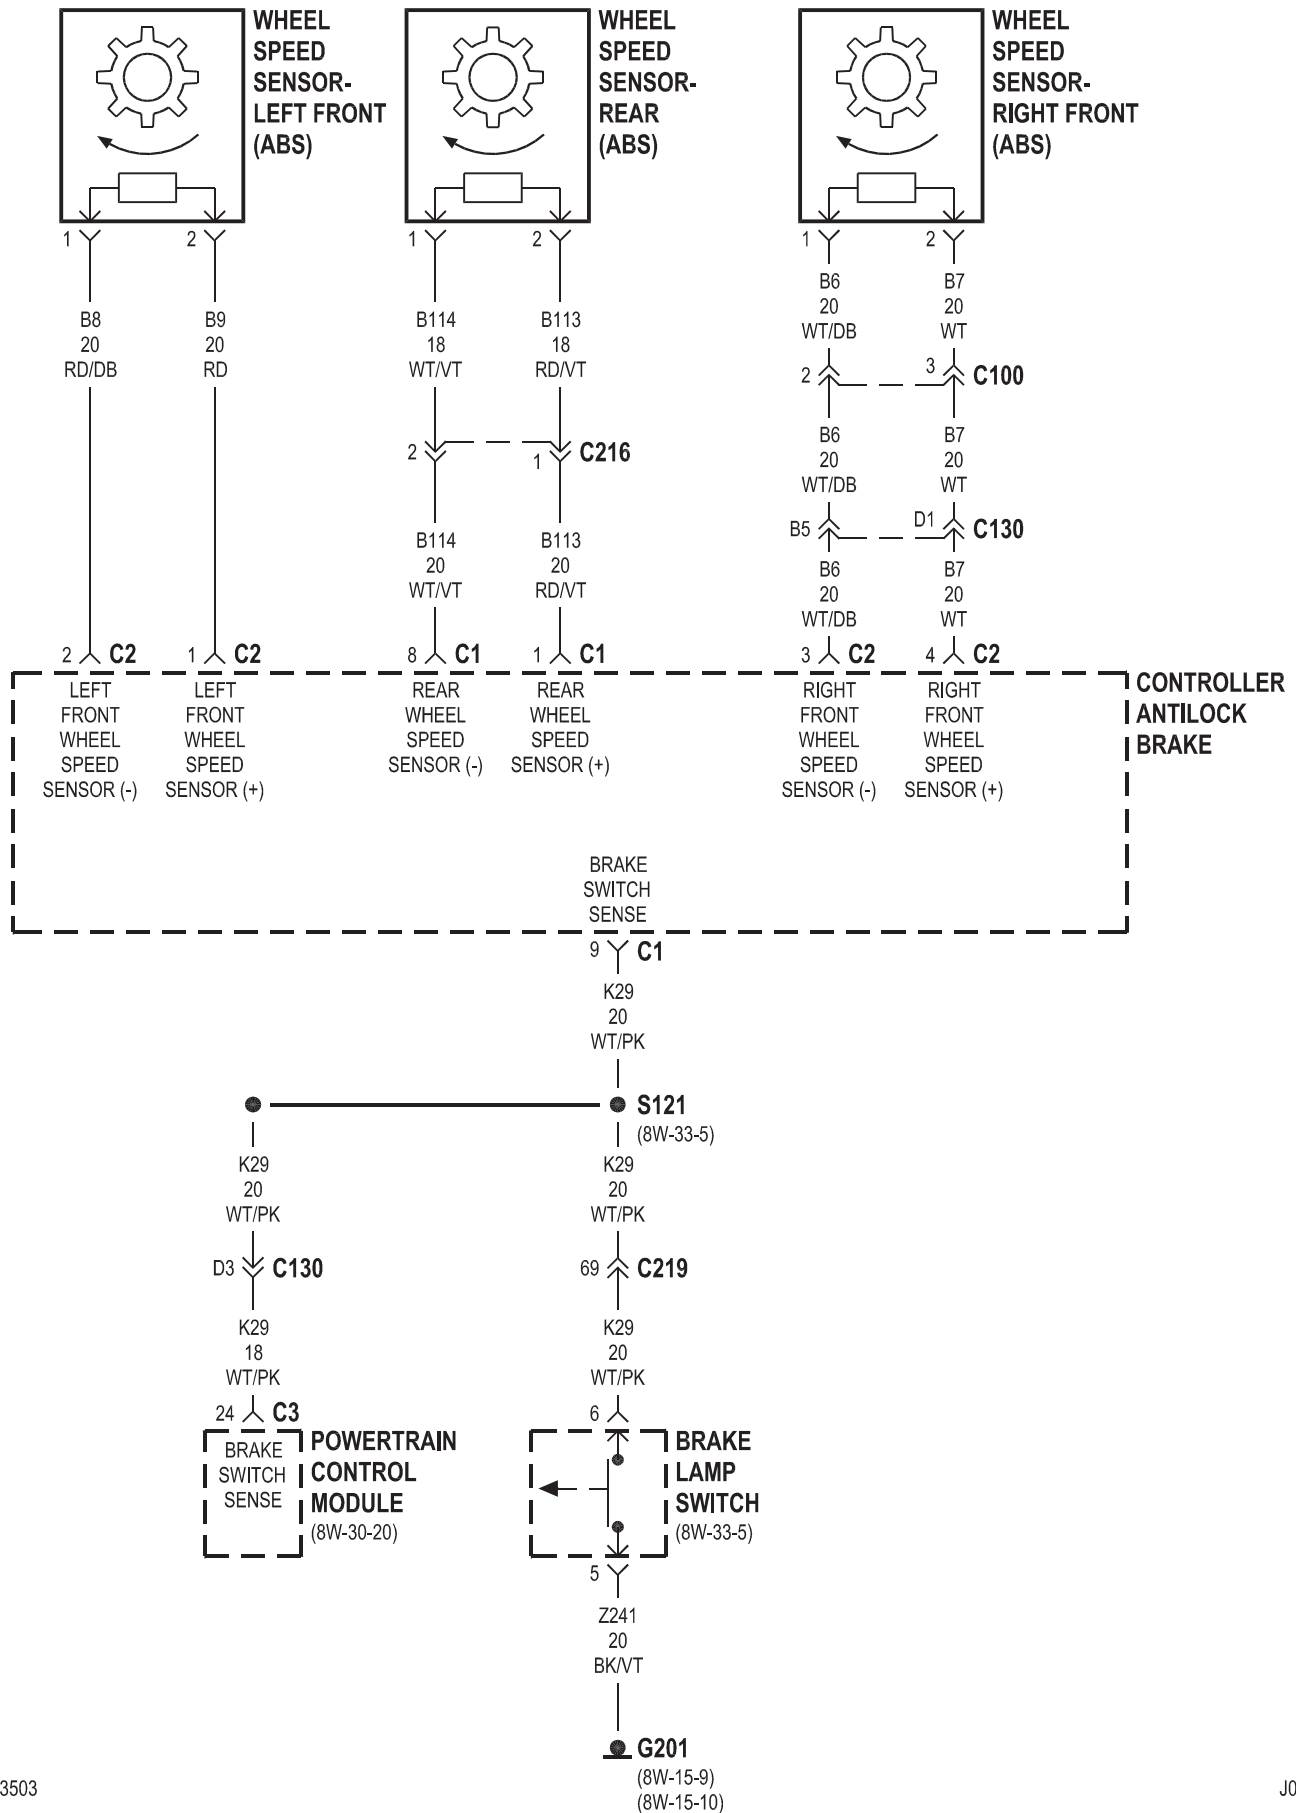 WHEEL
SPEED
SENSOR-
LEFT FRONT
(ABS)
WHEEL
SPEED
SENSOR-
REAR
(ABS)
WHEEL
SPEED
SENSOR-
RIGHT FRONT
(ABS)
1 2 1 2 1 2
B8
20
RD/DB
B9
20
RD
B114
18
WT/VT
B113
18
RD/VT
B6
20
WT/DB
B7
20
WT
2 3 C100
2 1 C216
B6
20
WT/DB
B7
20
WT
B5 D1 C130
B114
20
WT/VT
B113
20
RD/VT
B6
20
WT/DB
B7
20
WT
2 C2 1 C2 8 C1 1 C1 3 C2 4 C2
LEFT
FRONT
WHEEL
SPEED
SENSOR (-)
LEFT
FRONT
WHEEL
SPEED
SENSOR (+)
REAR
WHEEL
SPEED
SENSOR (-)
REAR
WHEEL
SPEED
SENSOR (+)
RIGHT
FRONT
WHEEL
SPEED
SENSOR (-)
RIGHT
FRONT
WHEEL
SPEED
SENSOR (+)
CONTROLLER
ANTILOCK
BRAKE
BRAKE
SWITCH
SENSE
9 C1
K29
20
WT/PK
S121
(8W-33-5)
K29
20
WT/PK
K29
20
WT/PK
D3 C130
69 C219
K29
18
WT/PK
K29
20
WT/PK
24 C3
6
BRAKE
SWITCH
SENSE
POWERTRAIN
CONTROL
MODULE
(8W-30-20)
BRAKE
LAMP
SWITCH
(8W-33-5)
5
Z241
20
BK/VT
G201
(8W-15-9)
(8W-15-10)
3503
J0